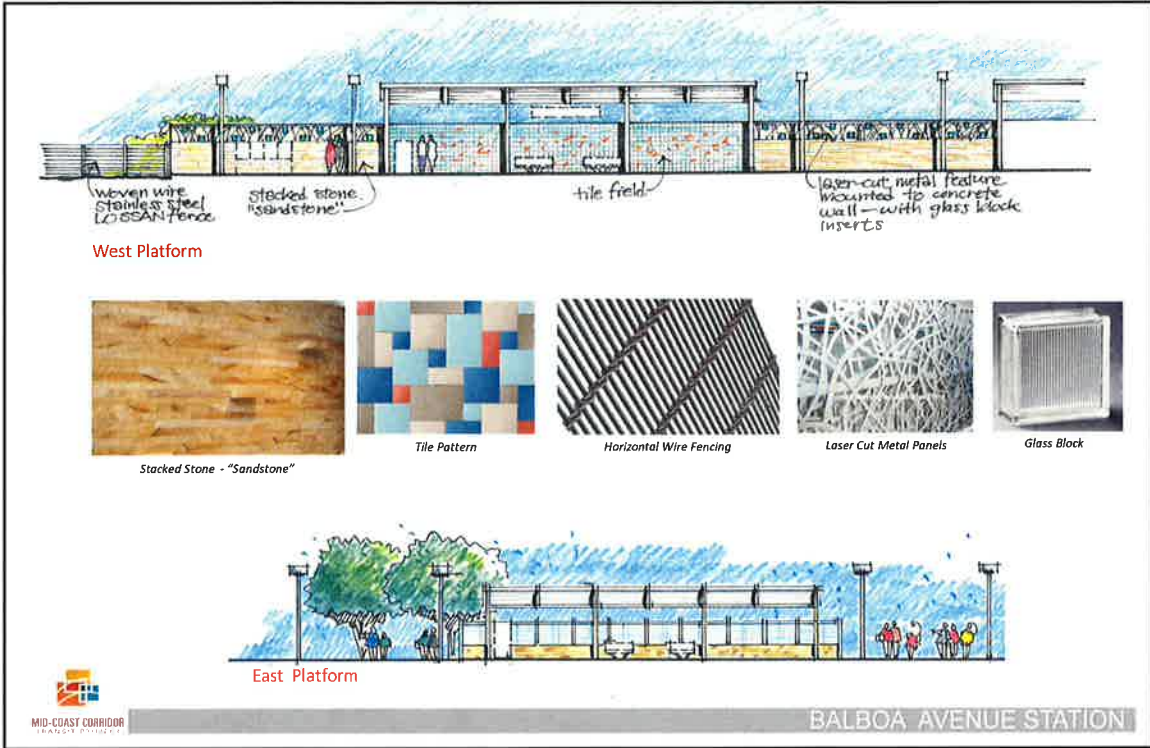 woven wire
stainless steel
LOSSAN fence
stacked stone
"sandstone"
tile field
laser-cut metal feature
mounted to concrete
wall – with glass block
inserts
West Platform
Stacked Stone - "Sandstone"
Tile Pattern
Horizontal Wire Fencing
Laser Cut Metal Panels
Glass Block
East Platform
MID-COAST CORRIDOR
TRANSIT PROJECT
BALBOA AVENUE STATION